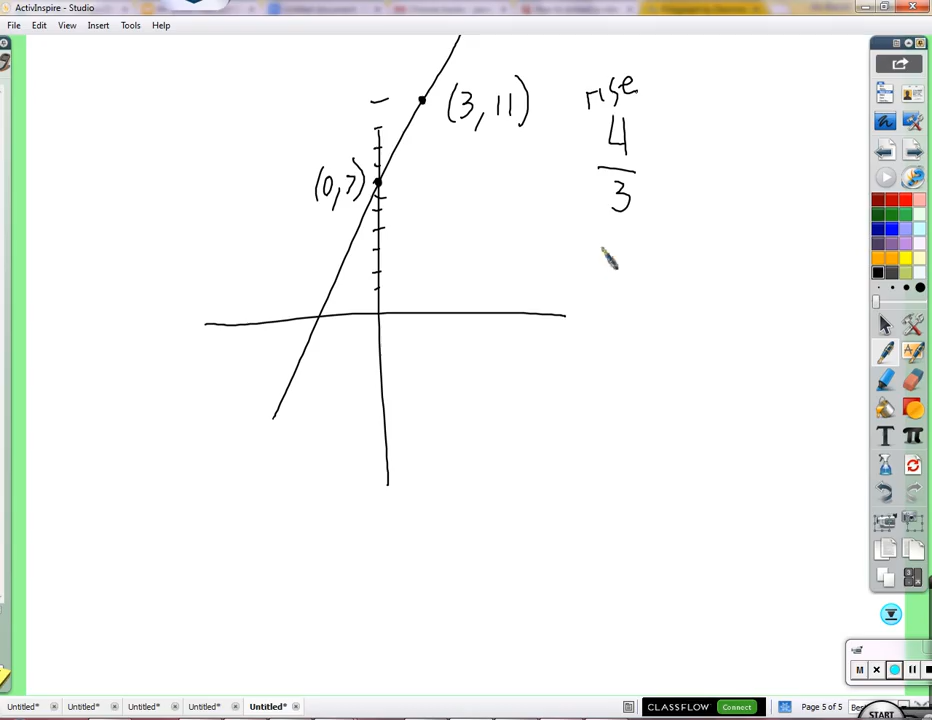 ActivInspire - Studio
File Edit View Insert Tools Help
rise
4
3
(3, 11)
(0, 7)
T π
M
Untitled* Untitled* Untitled* Untitled* Untitled*
CLASSFLOW Connect
Page 5 of 5
START